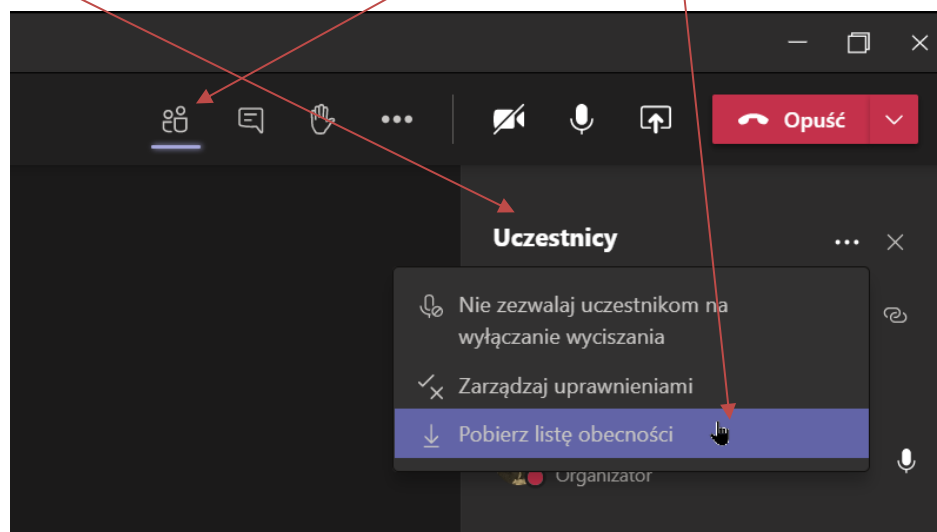 Opuść
Uczestnicy
Nie zezwalaj uczestnikom na
wyłączanie wyciszania
Zarządzaj uprawnieniami
Pobierz listę obecności
Organizator